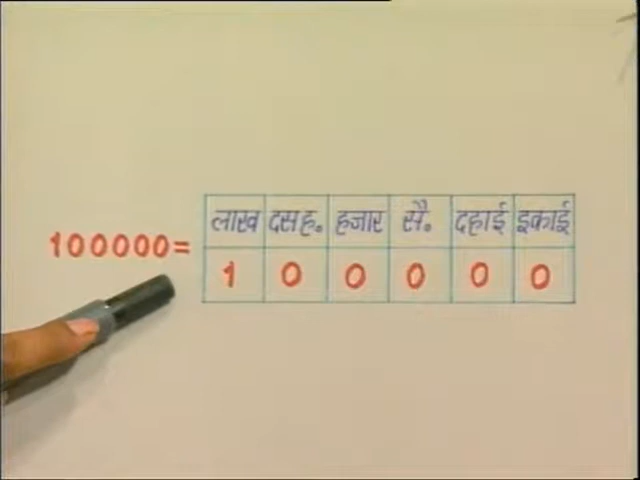 लाख दसह. हजार सै. दहाई इकाई
100000= 1 0 0 0 0 0